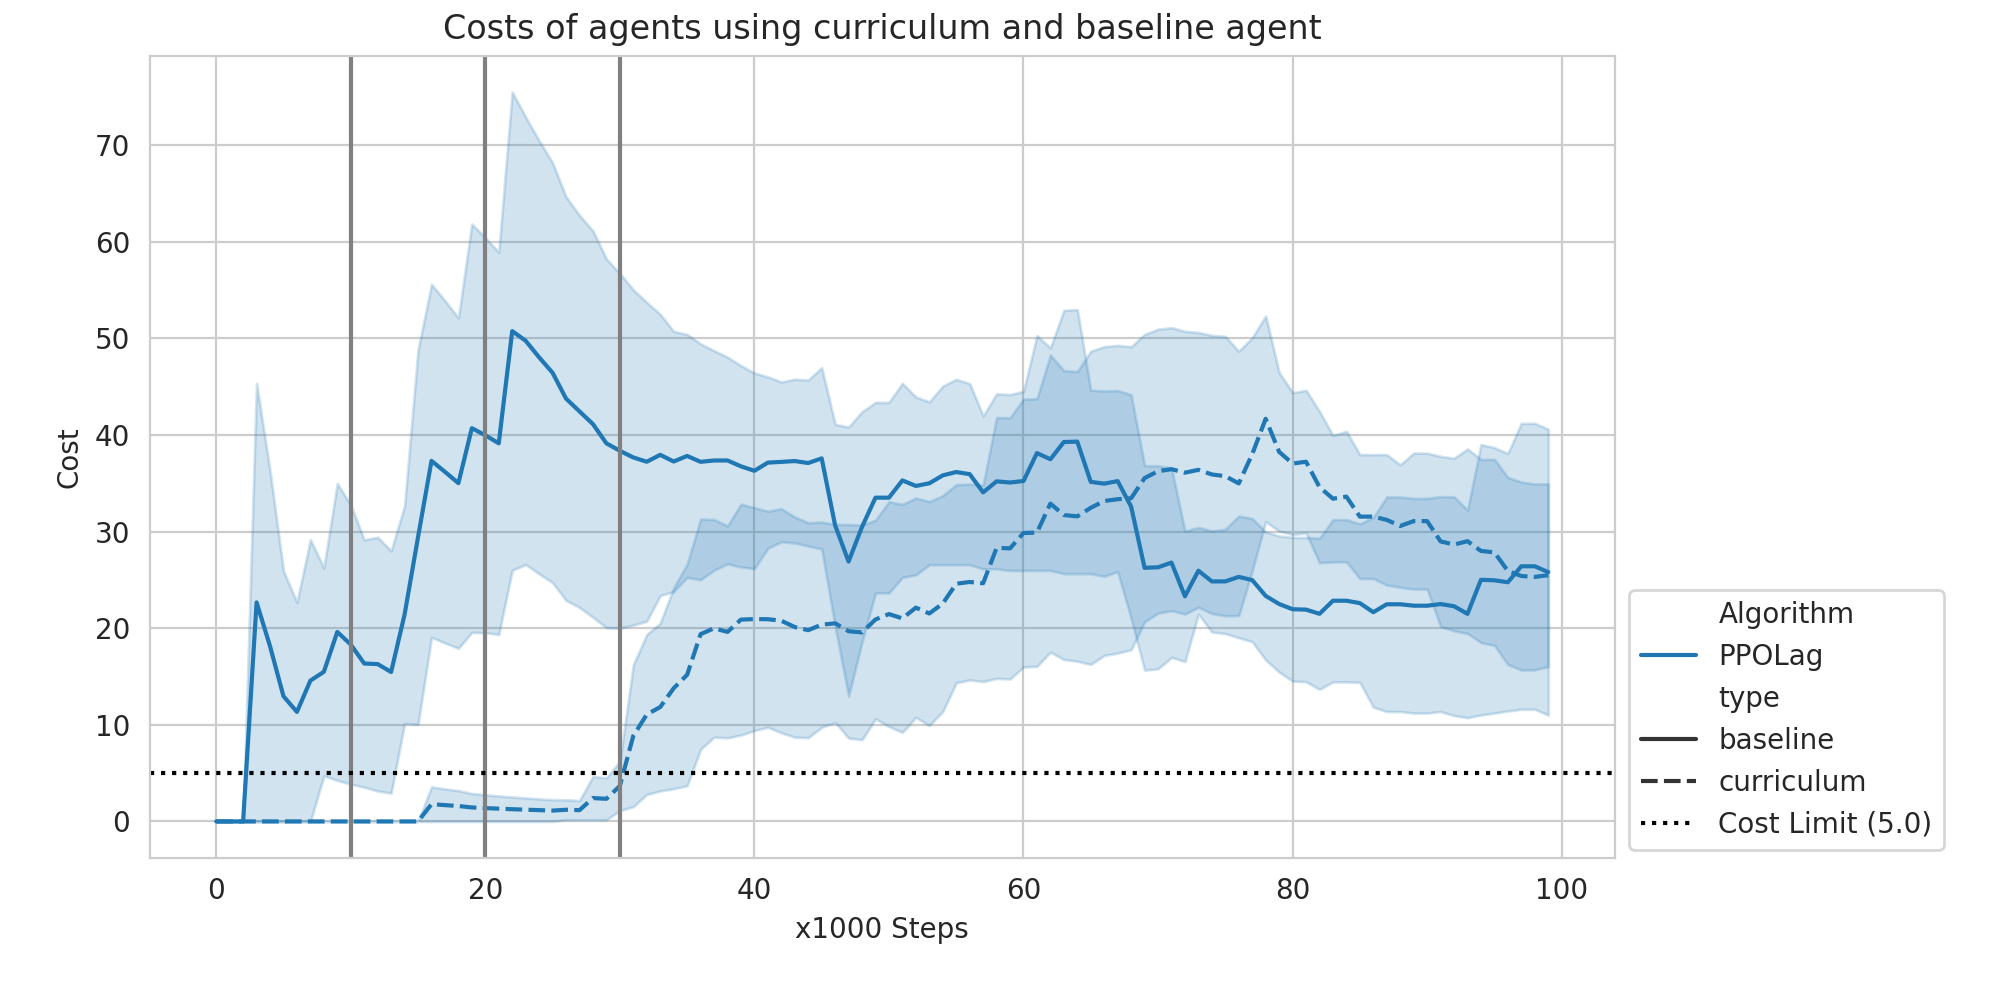 Costs of agents using curriculum and baseline agent
Cost
70
60
50
40
30
20
10
0
0 20 40 60 80 100
x1000 Steps
Algorithm
PPOLag
type
baseline
curriculum
Cost Limit (5.0)